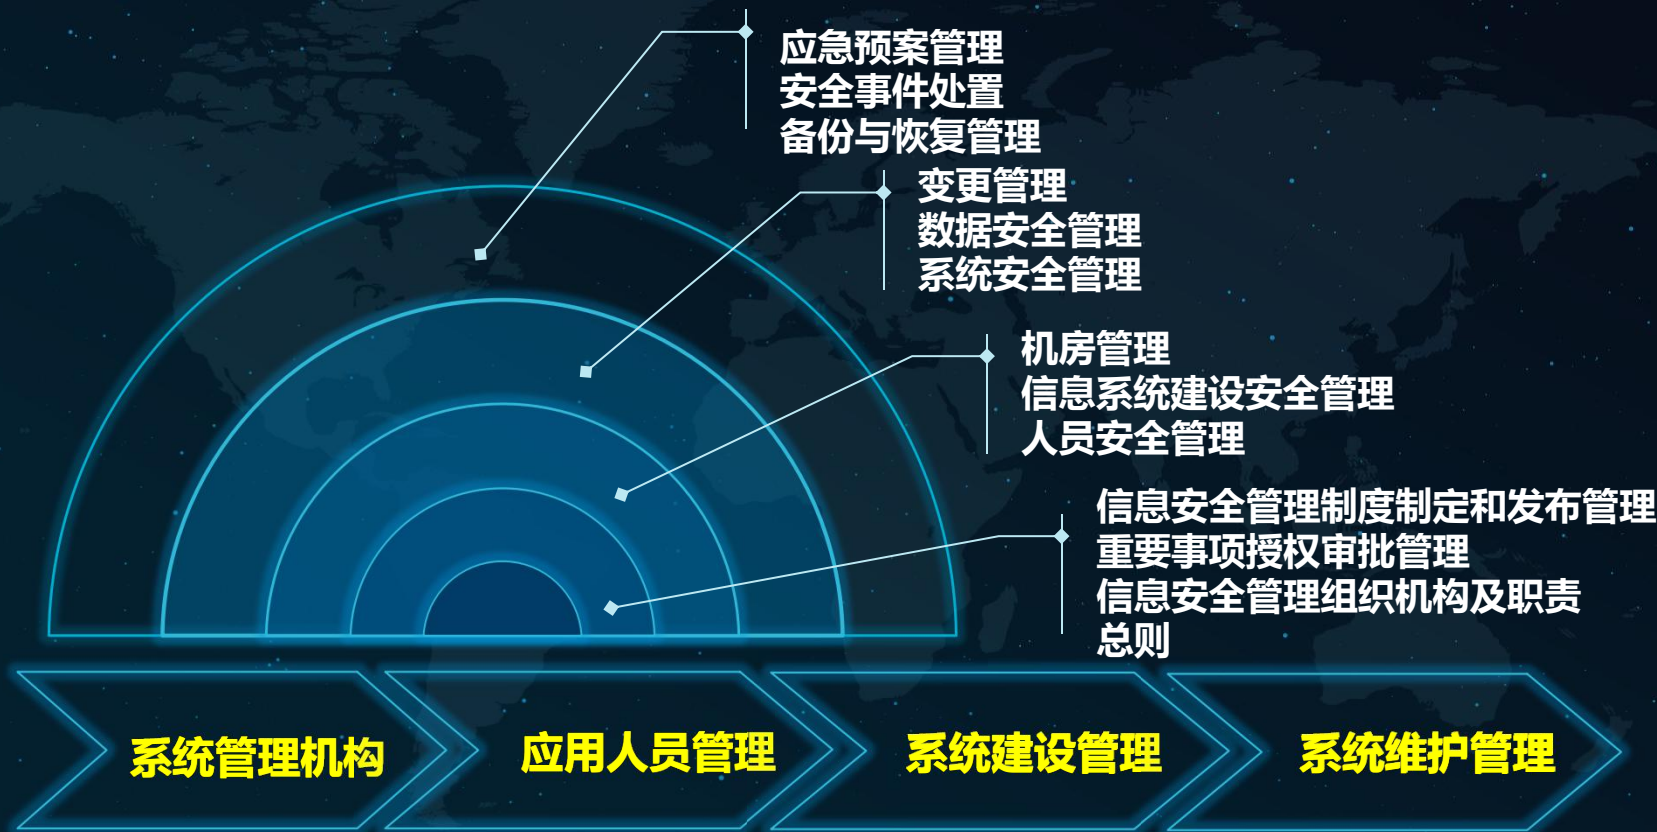 应急预案管理
安全事件处置
备份与恢复管理
变更管理
数据安全管理
系统安全管理
机房管理
信息系统建设安全管理
人员安全管理
信息安全管理制度制定和发布管理
重要事项授权审批管理
信息安全管理组织机构及职责
总则
系统管理机构
应用人员管理
系统建设管理
系统维护管理